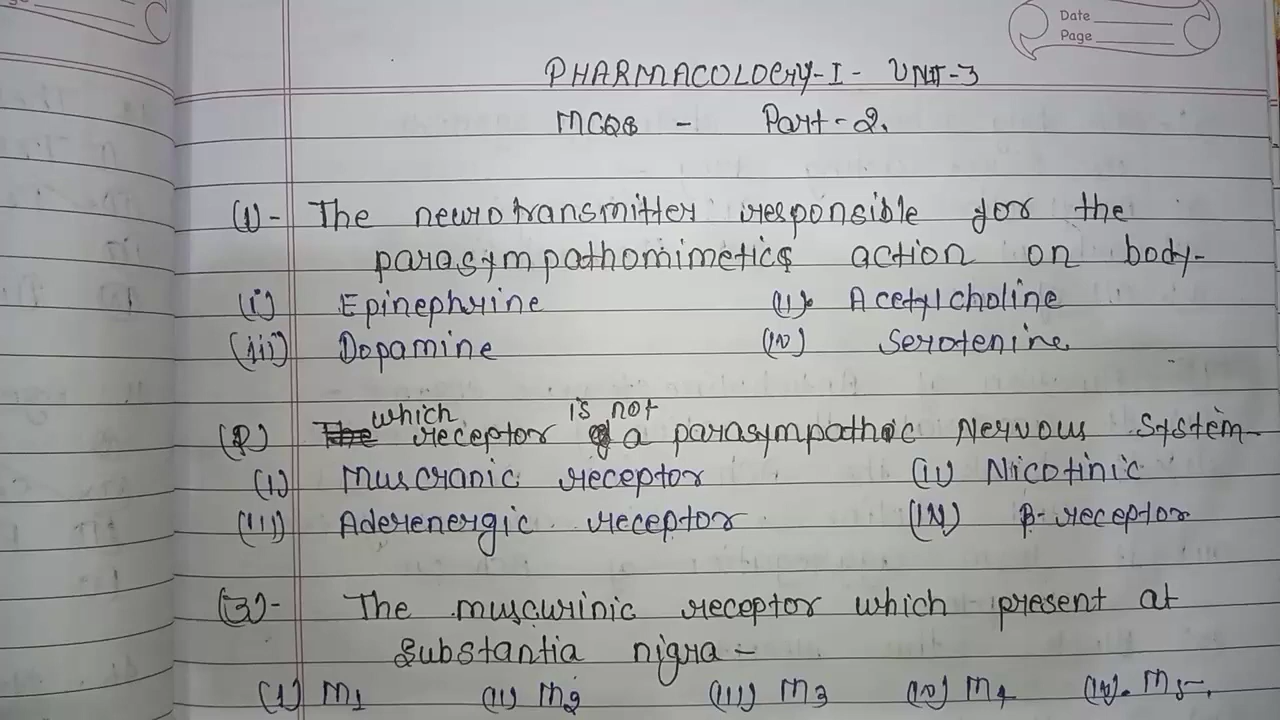 Date
Page
PHARMACOLOGY-I - UNIT-3
MCQs - Part-2.
(1)- The neurotransmitter responsible for the
parasympathomimetics action on body-
(i) Epinephrine (ii) Acetylcholine
(iii) Dopamine (iv) Serotenine
which is not
(2) The receptor of a parasympathic Nervous System-
(i) Muscranic receptor (ii) Nicotinic
(iii) Aderenergic receptor (iv) β-receptor
(3)- The muscurinic receptor which present at
Substantia nigra-
(i) M1 (ii) M2 (iii) M3 (iv) M4 (iv). M5-.